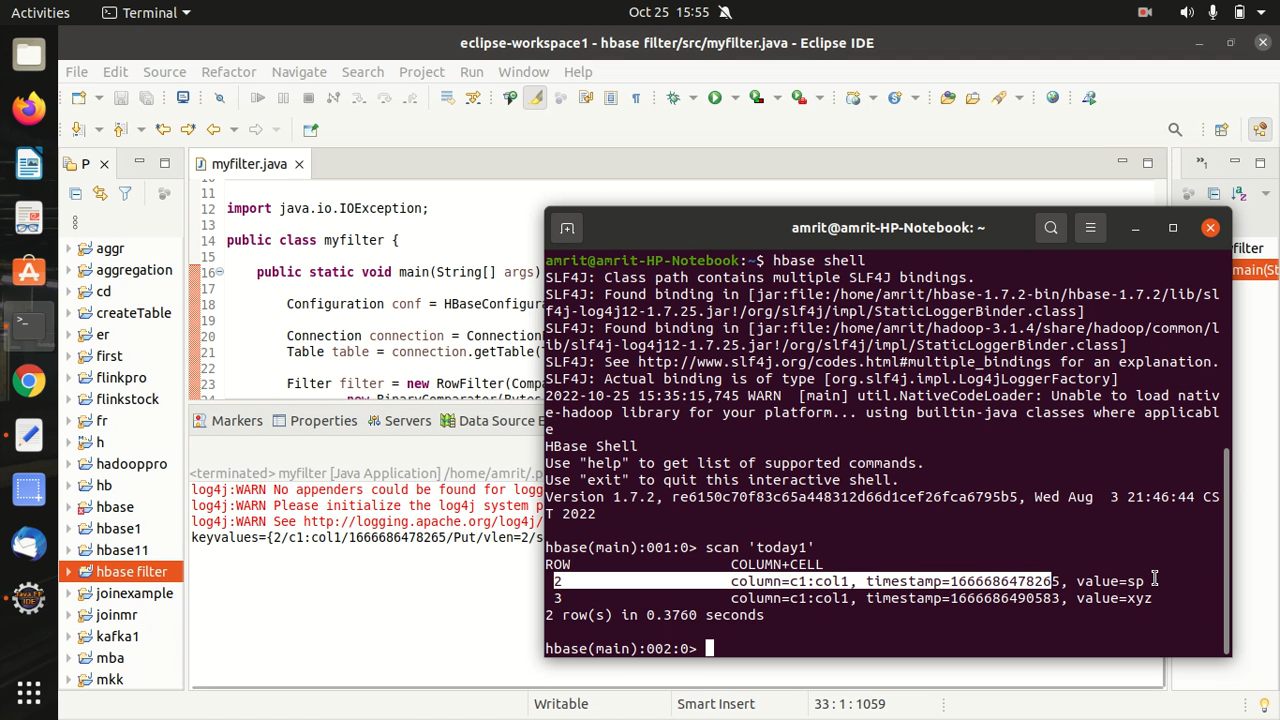 Activities
Terminal
Oct 25 15:55
eclipse-workspace1 - hbase filter/src/myfilter.java - Eclipse IDE
File Edit Source Refactor Navigate Search Project Run Window Help
P
myfilter.java
aggr
aggregation
cd
createTable
er
first
flinkpro
flinkstock
fr
h
hadooppro
hb
hbase
hbase1
hbase11
hbase filter
joinexample
joinmr
kafka1
mba
mkk
11
12 import java.io.IOException;
13
14 public class myfilter {
15
16 public static void main(String[] args)
17
18 Configuration conf = HBaseConfigura
19
20 Connection connection = Connection
21 Table table = connection.getTable(
22
23 Filter filter = new RowFilter(Compa
new BinaryComparator(Bytes
Markers Properties Servers Data Source E
<terminated> myfilter [Java Application] /home/amrit/.p
log4j:WARN No appenders could be found for logg
log4j:WARN Please initialize the log4j system p
log4j:WARN See http://logging.apache.org/log4j/
keyvalues={2/c1:col1/1666686478265/Put/vlen=2/s
amrit@amrit-HP-Notebook: ~
amrit@amrit-HP-Notebook:~$ hbase shell
SLF4J: Class path contains multiple SLF4J bindings.
SLF4J: Found binding in [jar:file:/home/amrit/hbase-1.7.2-bin/hbase-1.7.2/lib/sl
f4j-log4j12-1.7.25.jar!/org/slf4j/impl/StaticLoggerBinder.class]
SLF4J: Found binding in [jar:file:/home/amrit/hadoop-3.1.4/share/hadoop/common/l
ib/slf4j-log4j12-1.7.25.jar!/org/slf4j/impl/StaticLoggerBinder.class]
SLF4J: See http://www.slf4j.org/codes.html#multiple_bindings for an explanation.
SLF4J: Actual binding is of type [org.slf4j.impl.Log4jLoggerFactory]
2022-10-25 15:35:15,745 WARN  [main] util.NativeCodeLoader: Unable to load nativ
e-hadoop library for your platform... using builtin-java classes where applicabl
e
HBase Shell
Use "help" to get list of supported commands.
Use "exit" to quit this interactive shell.
Version 1.7.2, re6150c70f83c65a448312d66d1cef26fca6795b5, Wed Aug  3 21:46:44 CS
T 2022
hbase(main):001:0> scan 'today1'
ROW COLUMN+CELL
2 column=c1:col1, timestamp=1666686478265, value=sp
3 column=c1:col1, timestamp=1666686490583, value=xyz
2 row(s) in 0.3760 seconds
hbase(main):002:0>
ilter
main(St
Writable
Smart Insert
33 : 1 : 1059